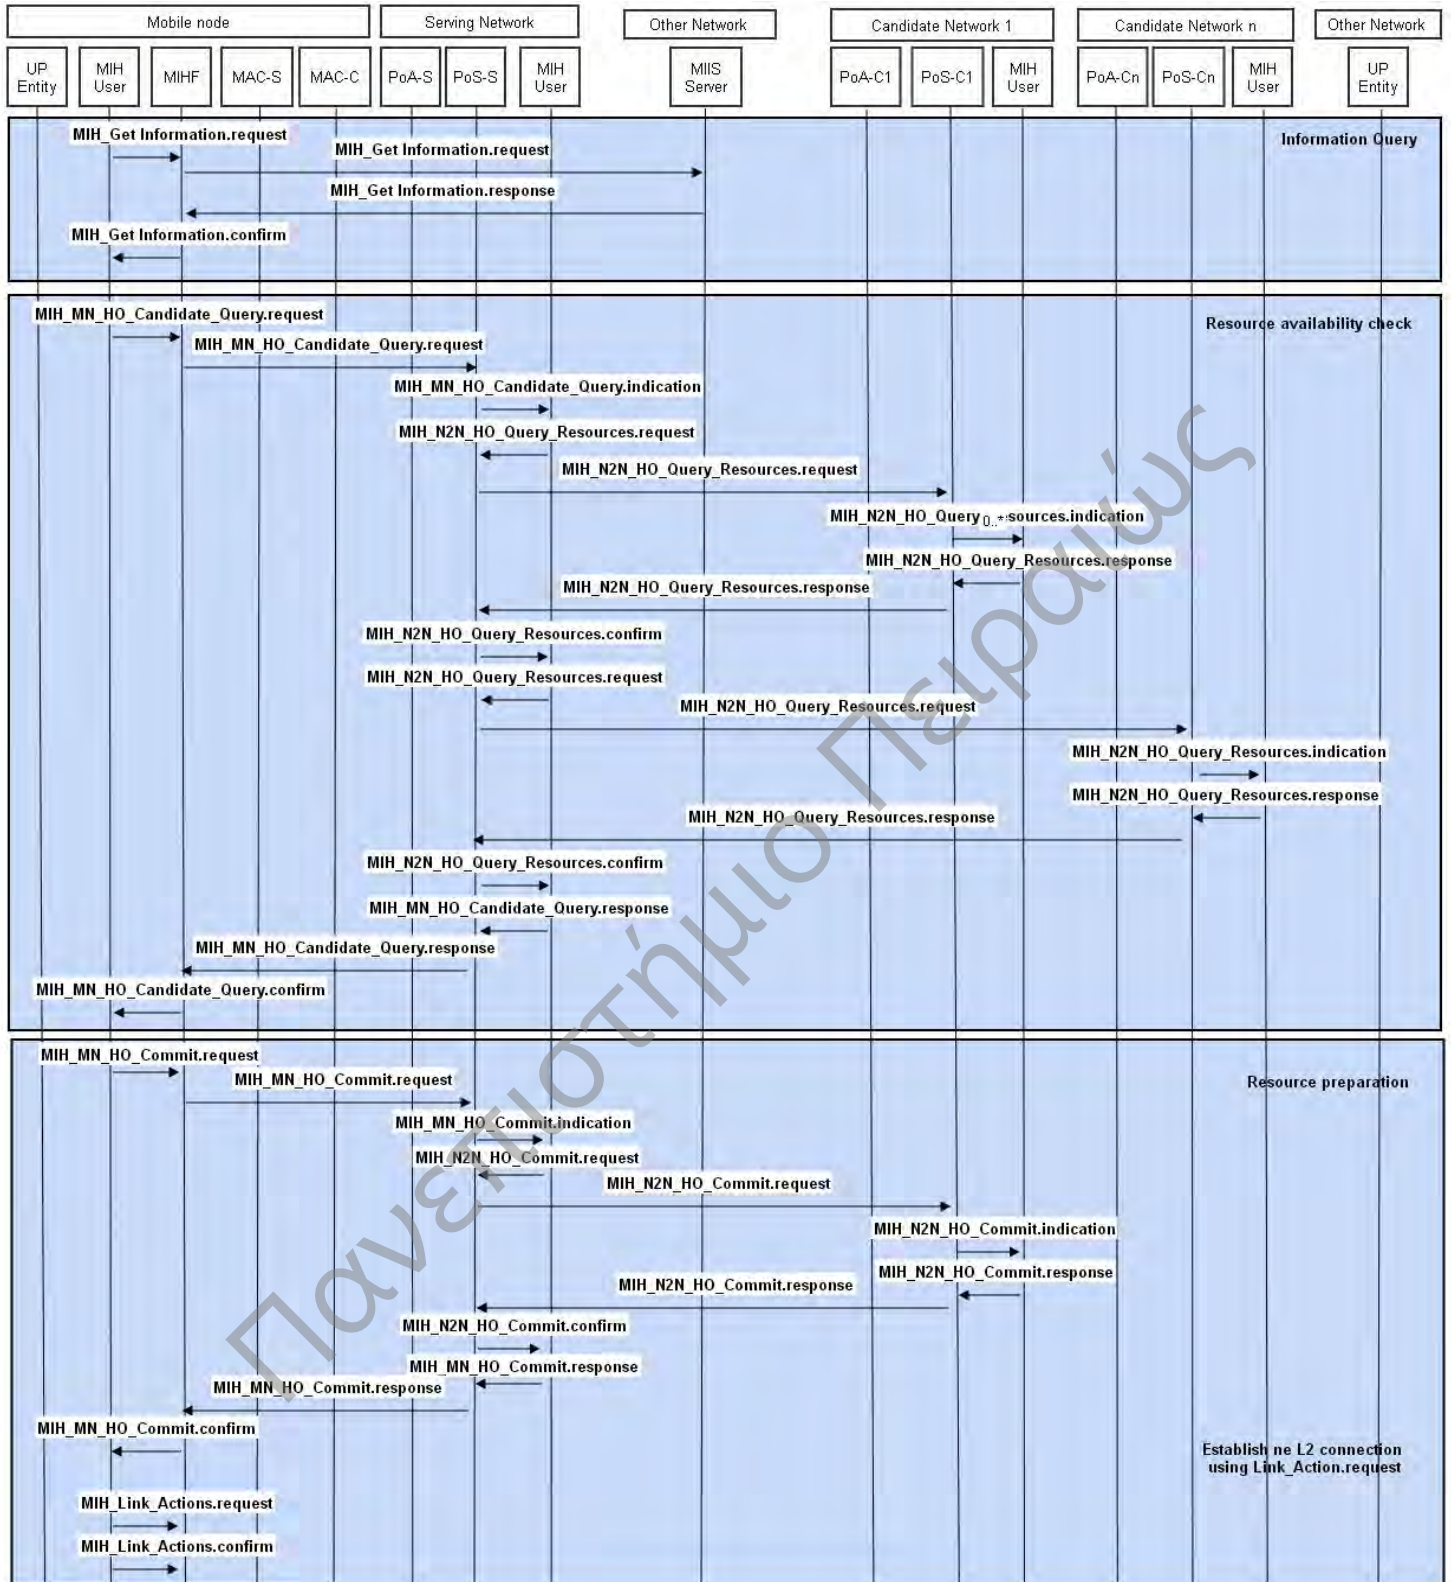 Mobile node
Serving Network
Other Network
Candidate Network 1
Candidate Network n
Other Network
UP
Entity
MIH
User
MIHF
MAC-S
MAC-C
PoA-S
PoS-S
MIH
User
MIIS
Server
PoA-C1
PoS-C1
MIH
User
PoA-Cn
PoS-Cn
MIH
User
UP
Entity
MIH_Get Information.request
Information Query
MIH_Get Information.request
MIH_Get Information.response
MIH_Get Information.confirm
MIH_MN_HO_Candidate_Query.request
Resource availability check
MIH_MN_HO_Candidate_Query.request
MIH_MN_HO_Candidate_Query.indication
MIH_N2N_HO_Query_Resources.request
MIH_N2N_HO_Query_Resources.request
MIH_N2N_HO_Query 0..* sources.indication
MIH_N2N_HO_Query_Resources.response
MIH_N2N_HO_Query_Resources.response
MIH_N2N_HO_Query_Resources.confirm
MIH_N2N_HO_Query_Resources.request
MIH_N2N_HO_Query_Resources.request
MIH_N2N_HO_Query_Resources.indication
MIH_N2N_HO_Query_Resources.response
MIH_N2N_HO_Query_Resources.response
MIH_N2N_HO_Query_Resources.confirm
MIH_MN_HO_Candidate_Query.response
MIH_MN_HO_Candidate_Query.response
MIH_MN_HO_Candidate_Query.confirm
MIH_MN_HO_Commit.request
Resource preparation
MIH_MN_HO_Commit.request
MIH_MN_HO_Commit.indication
MIH_N2N_HO_Commit.request
MIH_N2N_HO_Commit.request
MIH_N2N_HO_Commit.indication
MIH_N2N_HO_Commit.response
MIH_N2N_HO_Commit.response
MIH_N2N_HO_Commit.confirm
MIH_MN_HO_Commit.response
MIH_MN_HO_Commit.response
MIH_MN_HO_Commit.confirm
Establish ne L2 connection
using Link_Action.request
MIH_Link_Actions.request
MIH_Link_Actions.confirm
Πανεπιστήμιο Πειραιώς